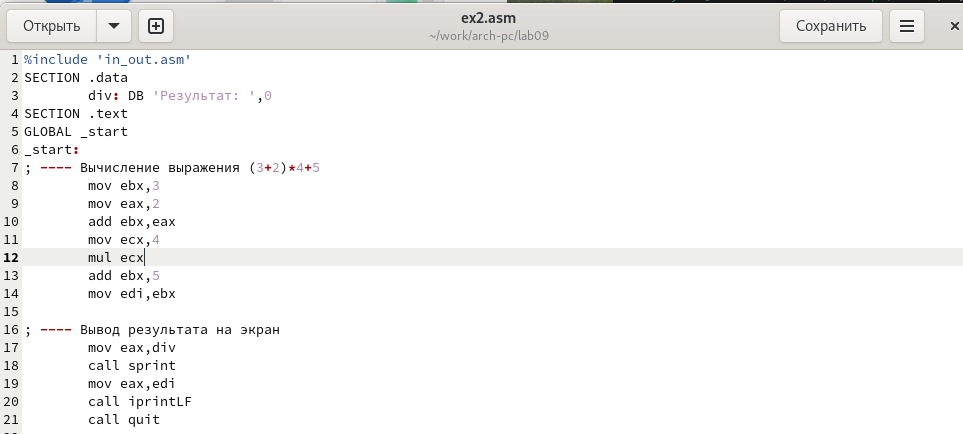 Открыть
ex2.asm
~/work/arch-pc/lab09
Сохранить
1 %include 'in_out.asm'
2 SECTION .data
3 div: DB 'Результат: ',0
4 SECTION .text
5 GLOBAL _start
6 _start:
7 ; ---- Вычисление выражения (3+2)*4+5
8 mov ebx,3
9 mov eax,2
10 add ebx,eax
11 mov ecx,4
12 mul ecx
13 add ebx,5
14 mov edi,ebx
15
16 ; ---- Вывод результата на экран
17 mov eax,div
18 call sprint
19 mov eax,edi
20 call iprintLF
21 call quit